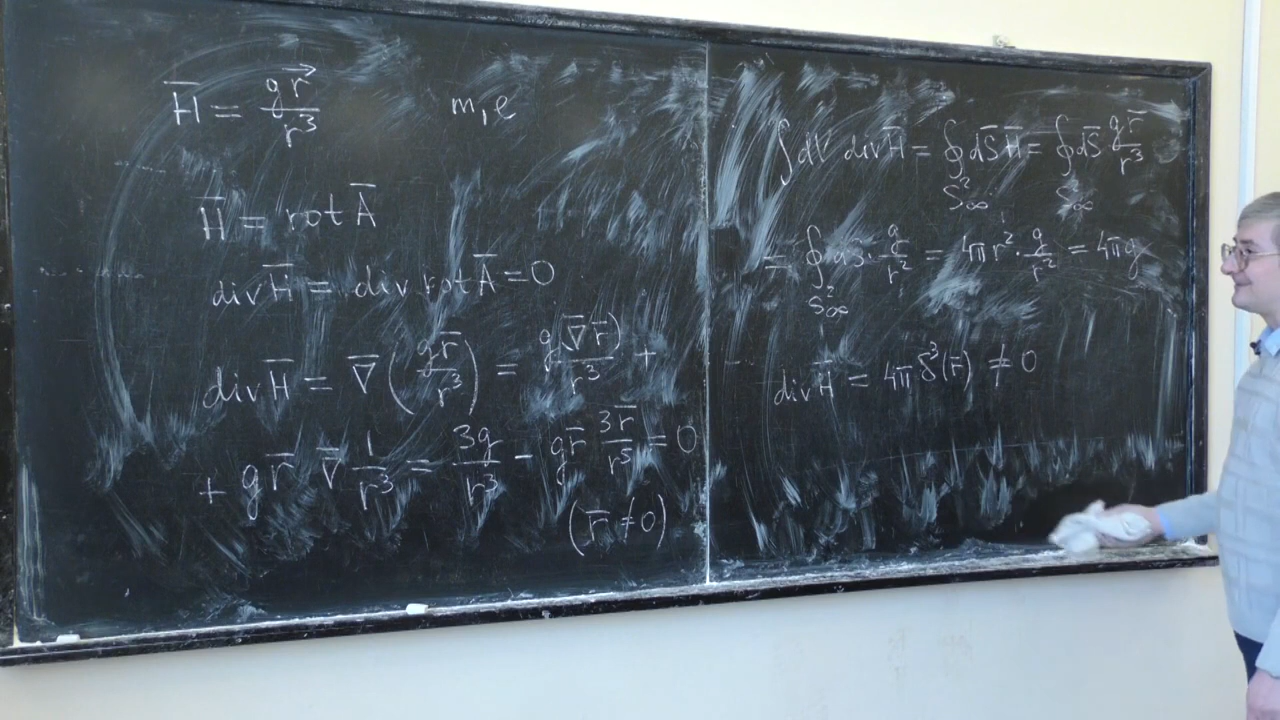 H̅ = g r⃗ / r³
m, e
H̅ = rot A̅
div H̅ = div rot A̅ = 0
div H̅ = ∇̅ (g r̅ / r³) = g(∇̅ r̅) / r³ +
+ g r̅ ∇̅ 1/r³ = 3g/r³ − g r̅ 3r̅/r⁵ = 0
(r̅ ≠ 0)
∫dV div H̅ = ∮_{S²∞} dS̅ H̅ = ∮_{S²∞} dS̅ g r̅ / r³
= ∮_{S²∞} dS · g/r² = 4π r² · g/r² = 4πg
div H̅ = 4π δ³(r̅) ≠ 0